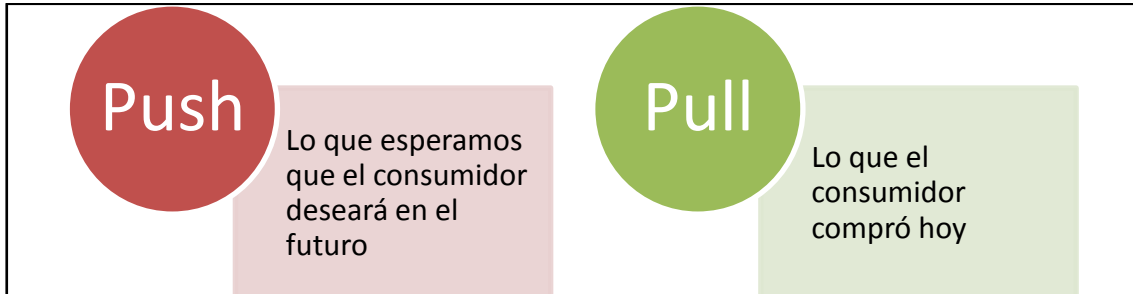 Push
Lo que esperamos
que el consumidor
deseará en el
futuro
Pull
Lo que el
consumidor
compró hoy